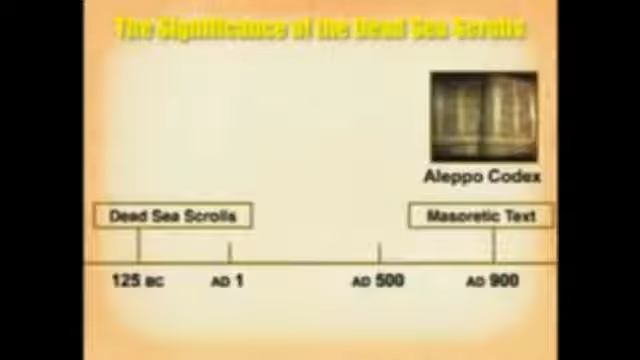 The Significance of the Dead Sea Scrolls
Aleppo Codex
Dead Sea Scrolls
Masoretic Text
125 BC
AD 1
AD 500
AD 900